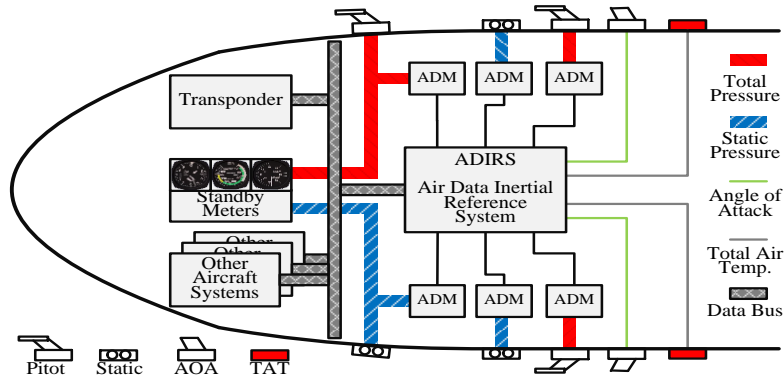 ADM
ADM
ADM
Transponder
Total
Pressure
Static
Pressure
ADIRS
Air Data Inertial
Reference
System
Standby
Meters
Angle of
Attack
Other
Other
Other
Aircraft
Systems
Total Air
Temp.
ADM
ADM
ADM
Data Bus
Pitot
Static
AOA
TAT